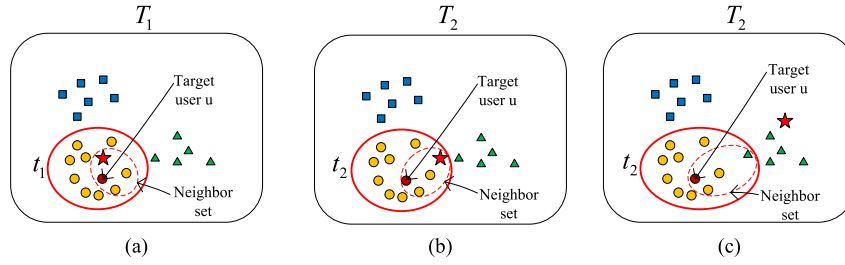 T₁
Target
user u
t₁
Neighbor
set
(a)
T₂
Target
user u
t₂
Neighbor
set
(b)
T₂
Target
user u
t₂
Neighbor
set
(c)